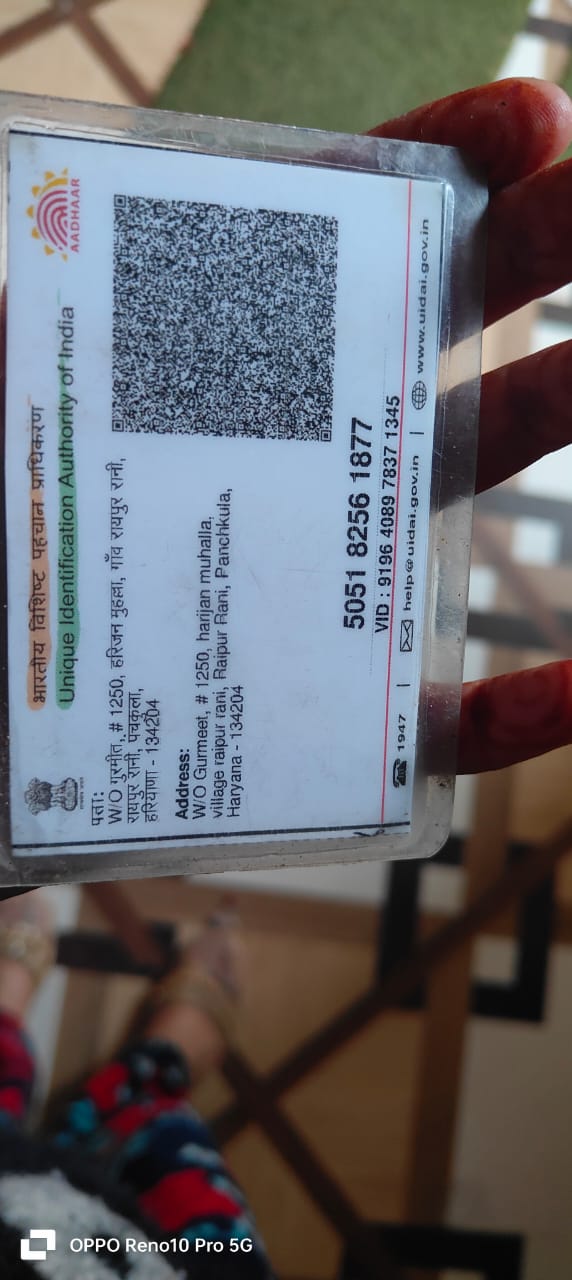 भारतीय विशिष्ट पहचान प्राधिकरण
Unique Identification Authority of India
AADHAAR
पता:
W/O गुरमीत, # 1250, हरिजन मुहल्ला, गाँव रायपुर रानी,
रायपुर रानी, पंचकुला,
हरियाणा - 134204
Address:
W/O Gurmeet, # 1250, harijan muhalla,
village raipur rani, Raipur Rani, Panchkula,
Haryana - 134204
5051 8256 1877
VID : 9196 4089 7837 1345
1947 | help@uidai.gov.in | www.uidai.gov.in
OPPO Reno10 Pro 5G